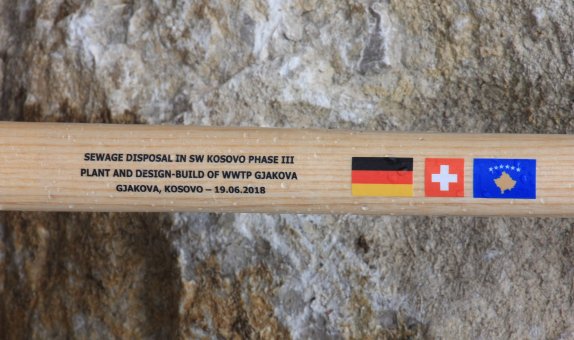 SEWAGE DISPOSAL IN SW KOSOVO PHASE III
PLANT AND DESIGN-BUILD OF WWTP GJAKOVA
GJAKOVA, KOSOVO – 19.06.2018